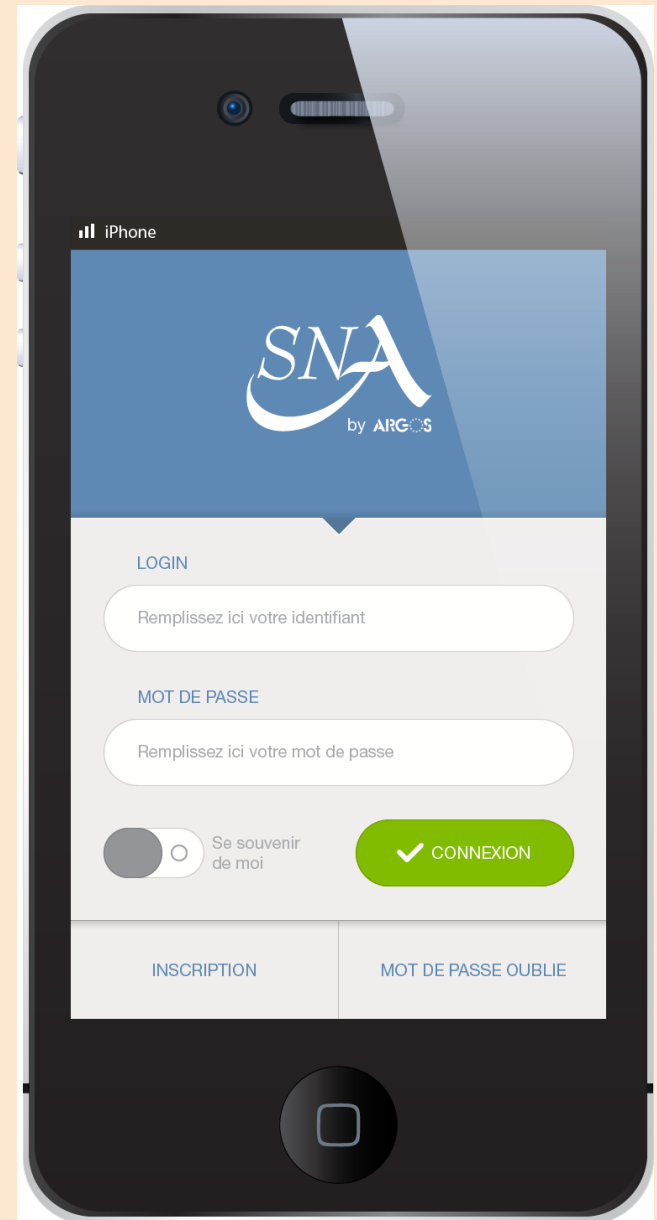 iPhone
SNA
by ARGOS
LOGIN
Remplissez ici votre identifiant
MOT DE PASSE
Remplissez ici votre mot de passe
Se souvenir
de moi
CONNEXION
INSCRIPTION
MOT DE PASSE OUBLIE